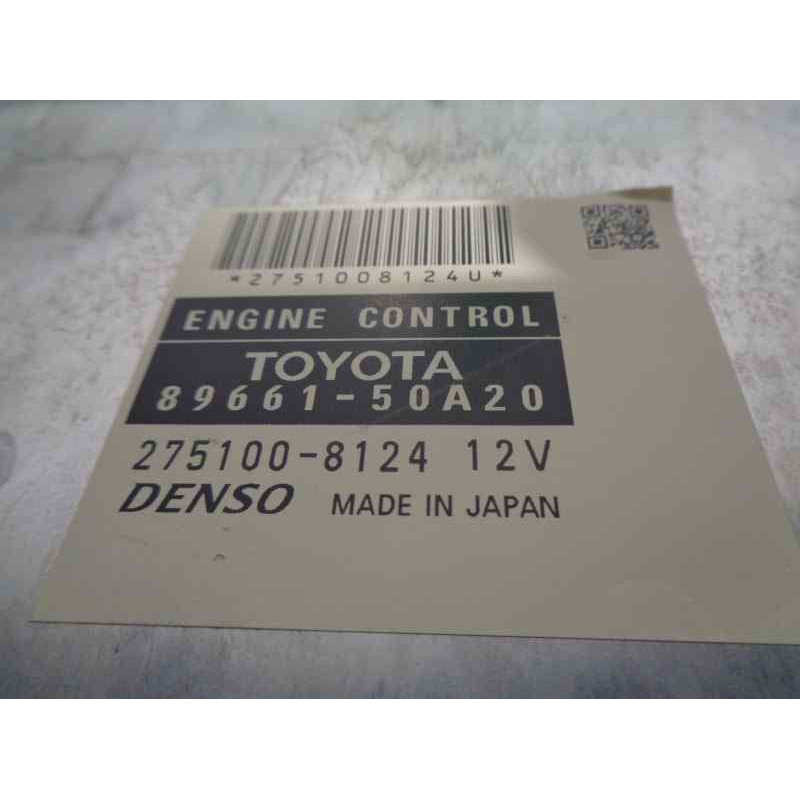 *2751008124U*
ENGINE CONTROL
TOYOTA
89661-50A20
275100-8124 12V
DENSO MADE IN JAPAN